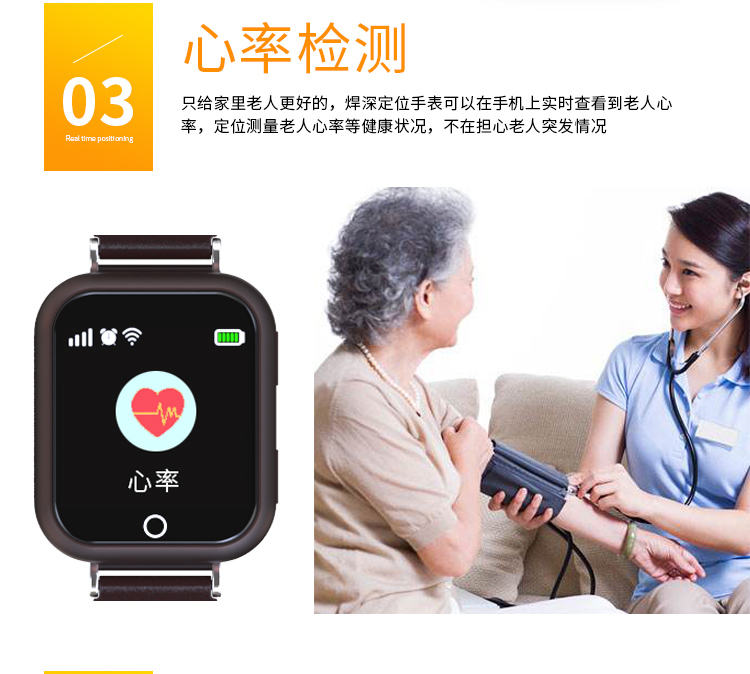 03
Real time positioning
心率检测
只给家里老人更好的，焊深定位手表可以在手机上实时查看到老人心
率，定位测量老人心率等健康状况，不在担心老人突发情况
心率